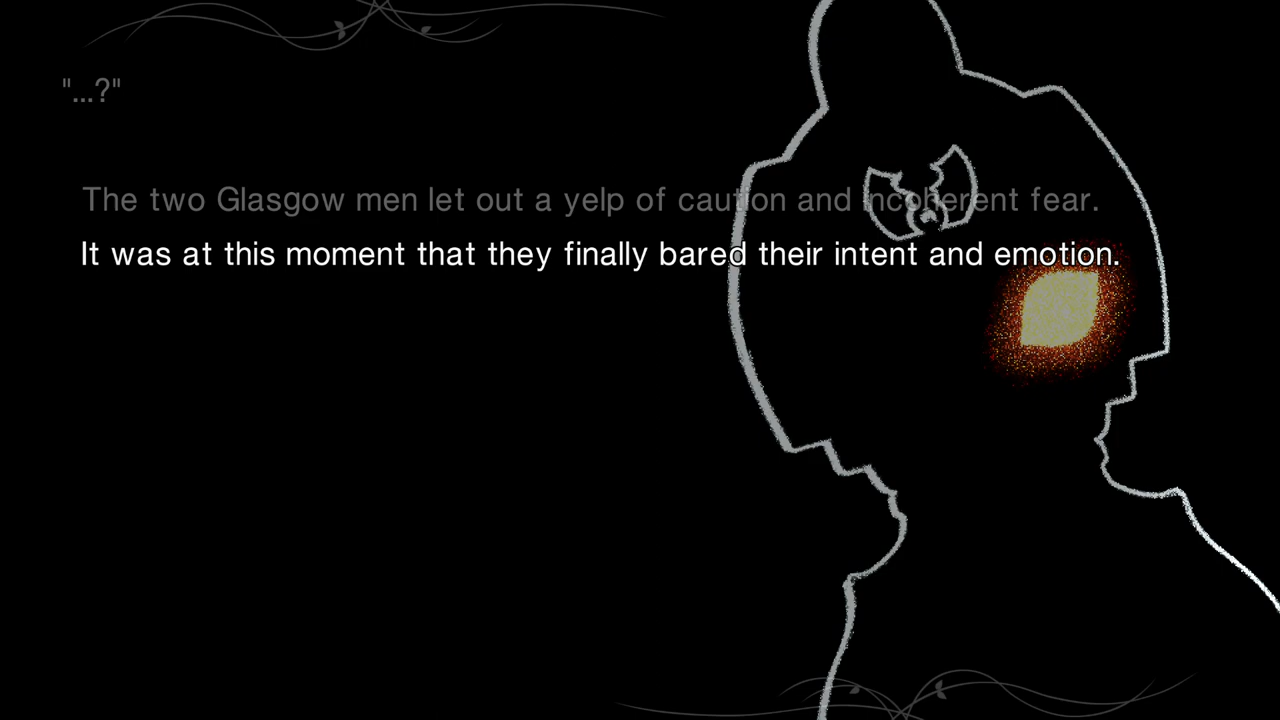 "...?"
The two Glasgow men let out a yelp of caution and incoherent fear.
It was at this moment that they finally bared their intent and emotion.